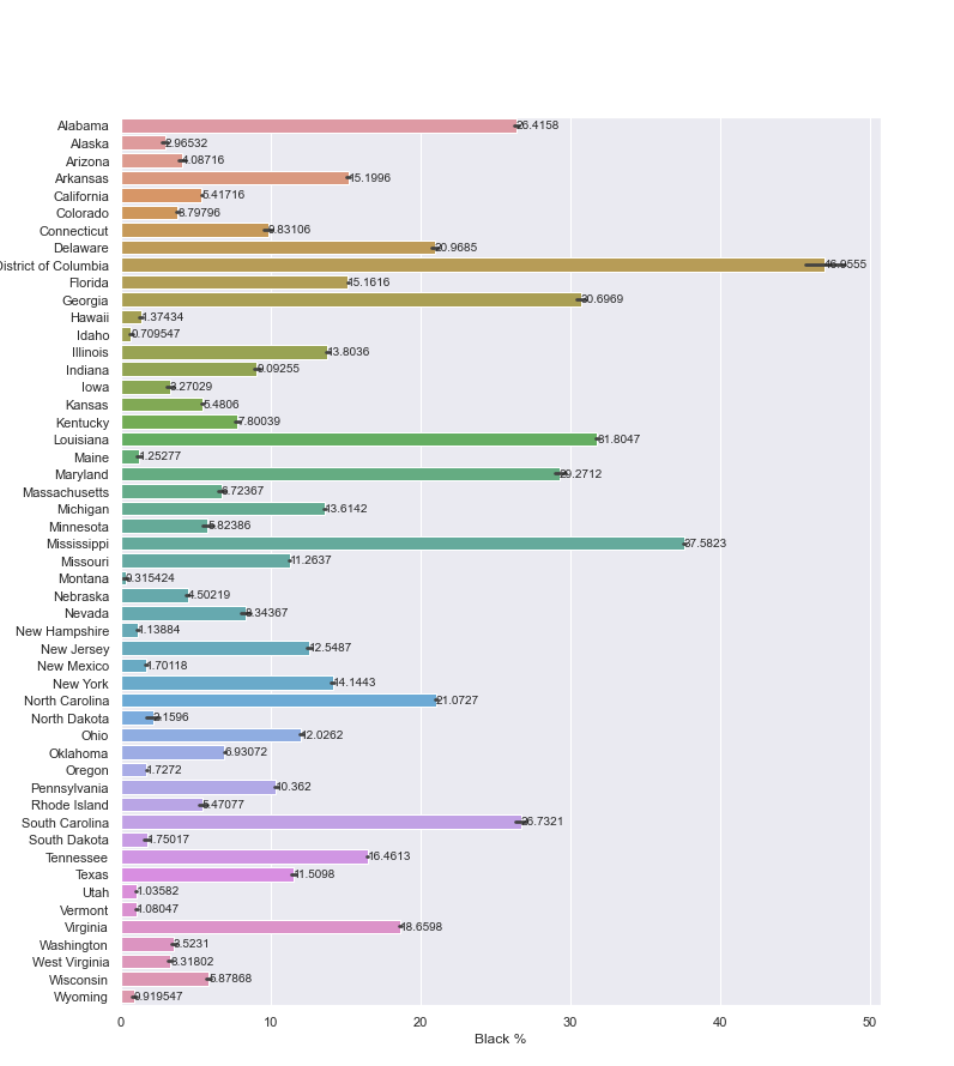 Alabama 26.4158
Alaska 2.96532
Arizona 4.08716
Arkansas 15.1996
California 5.41716
Colorado 3.79796
Connecticut 9.83106
Delaware 20.9685
District of Columbia 46.9555
Florida 15.1616
Georgia 30.6969
Hawaii 1.37434
Idaho 0.709547
Illinois 13.8036
Indiana 9.09255
Iowa 3.27029
Kansas 5.4806
Kentucky 7.80039
Louisiana 31.8047
Maine 1.25277
Maryland 29.2712
Massachusetts 6.72367
Michigan 13.6142
Minnesota 5.82386
Mississippi 37.5823
Missouri 11.2637
Montana 0.315424
Nebraska 4.50219
Nevada 8.34367
New Hampshire 1.13884
New Jersey 12.5487
New Mexico 1.70118
New York 14.1443
North Carolina 21.0727
North Dakota 2.1596
Ohio 12.0262
Oklahoma 6.93072
Oregon 1.7272
Pennsylvania 10.362
Rhode Island 5.47077
South Carolina 26.7321
South Dakota 1.75017
Tennessee 16.4613
Texas 11.5098
Utah 1.03582
Vermont 1.08047
Virginia 18.6598
Washington 3.5231
West Virginia 3.31802
Wisconsin 5.87868
Wyoming 0.919547
0 10 20 30 40 50
Black %